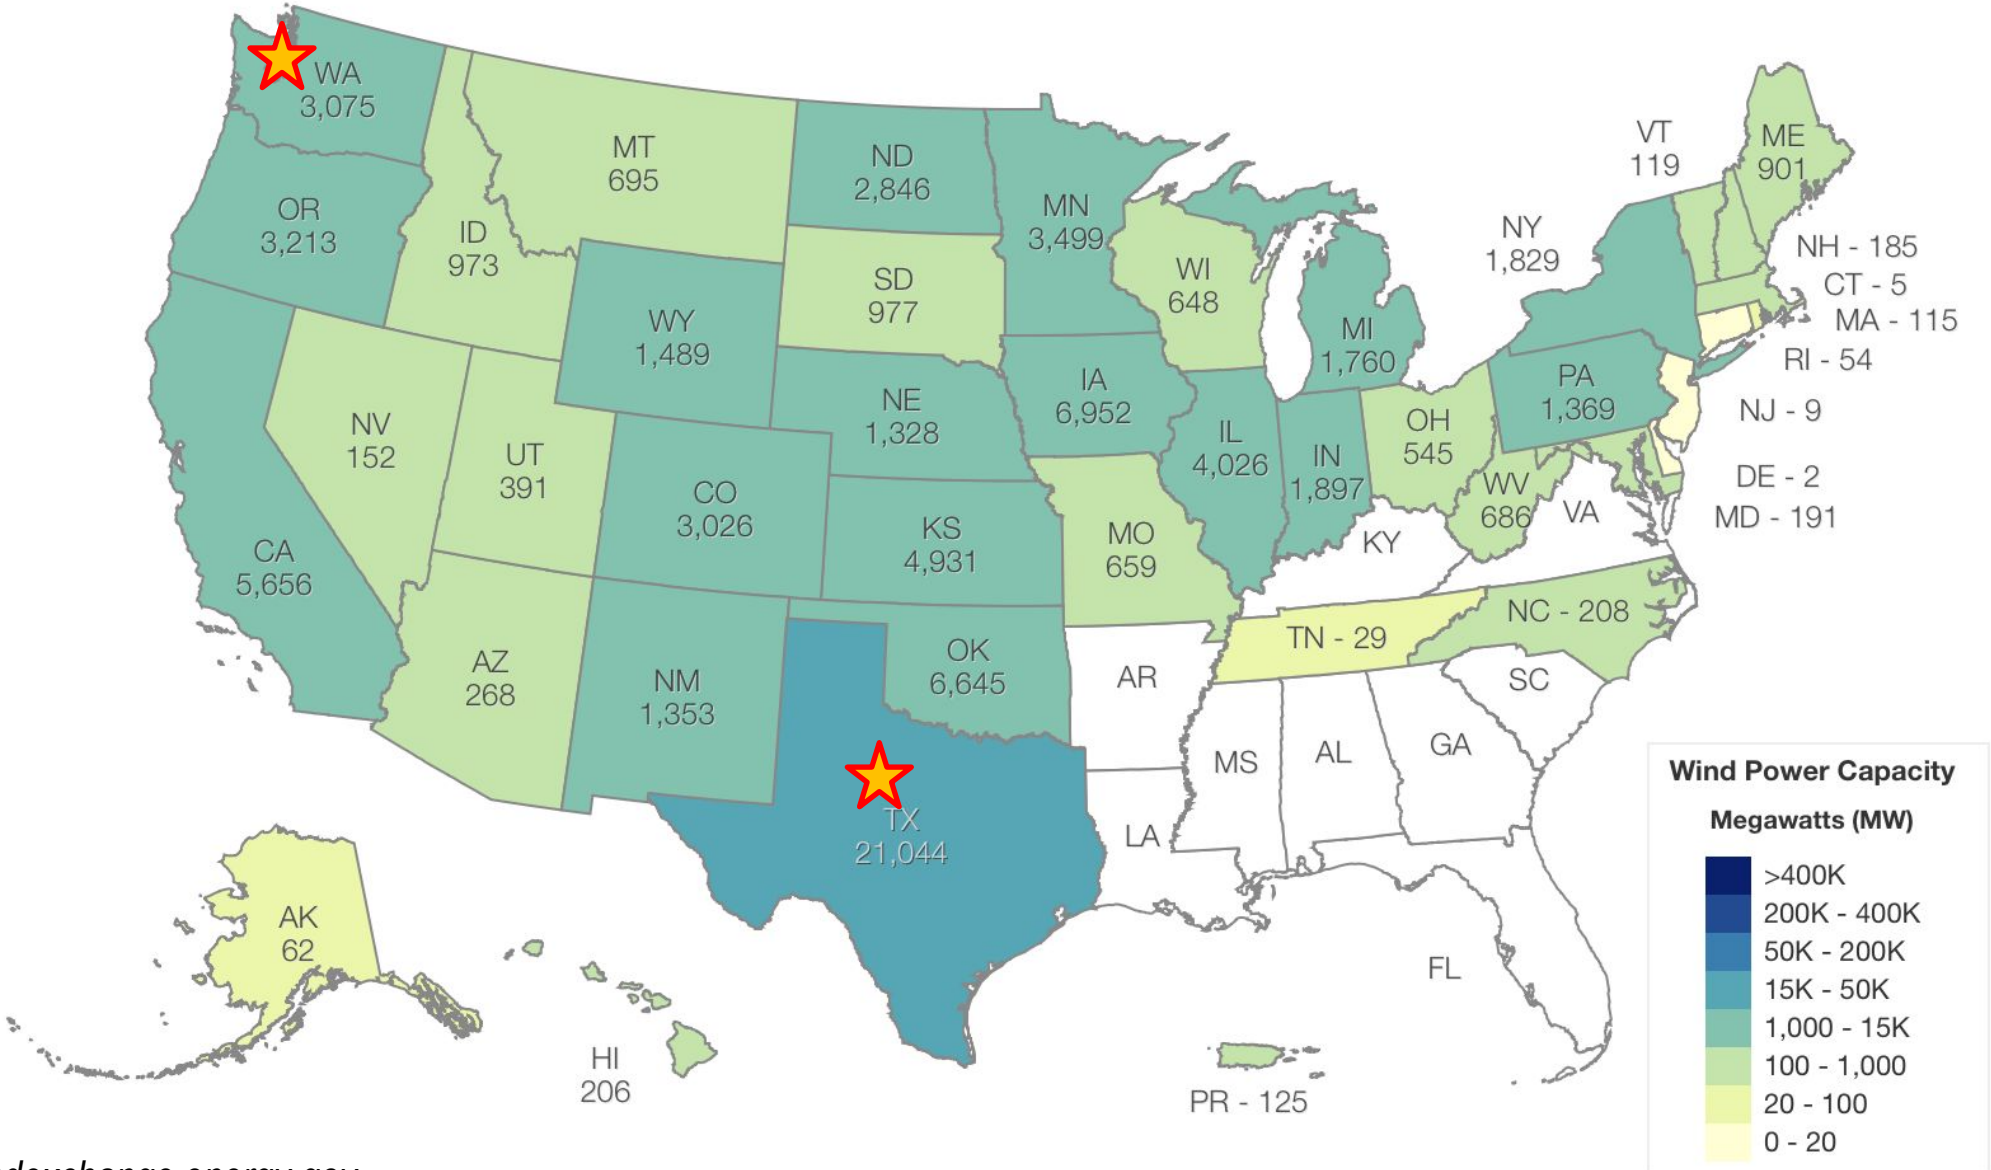 WA
3,075
MT
695
ND
2,846
MN
3,499
VT
119
ME
901
OR
3,213
ID
973
SD
977
WI
648
NY
1,829
NH - 185
CT - 5
MA - 115
RI - 54
WY
1,489
MI
1,760
IA
6,952
NE
1,328
PA
1,369
NJ - 9
NV
152
UT
391
CO
3,026
IL
4,026
IN
1,897
OH
545
WV
686
VA
DE - 2
MD - 191
CA
5,656
KS
4,931
MO
659
KY
AZ
268
NM
1,353
OK
6,645
AR
TN - 29
NC - 208
SC
MS
AL
GA
TX
21,044
LA
FL
AK
62
HI
206
PR - 125
Wind Power Capacity
Megawatts (MW)
>400K
200K - 400K
50K - 200K
15K - 50K
1,000 - 15K
100 - 1,000
20 - 100
0 - 20